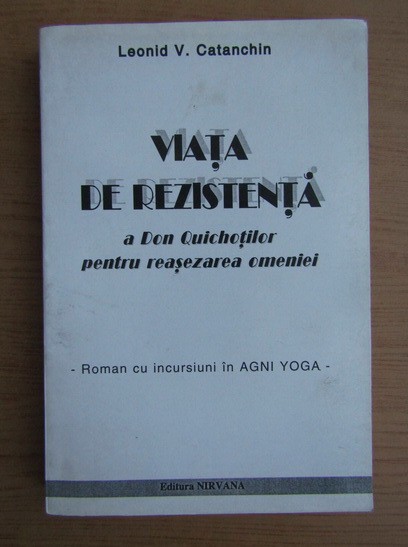 Leonid V. Catanchin
VIAȚA
DE REZISTENȚĂ
a Don Quichoților
pentru reașezarea omeniei
- Roman cu incursiuni în AGNI YOGA -
Editura NIRVANA